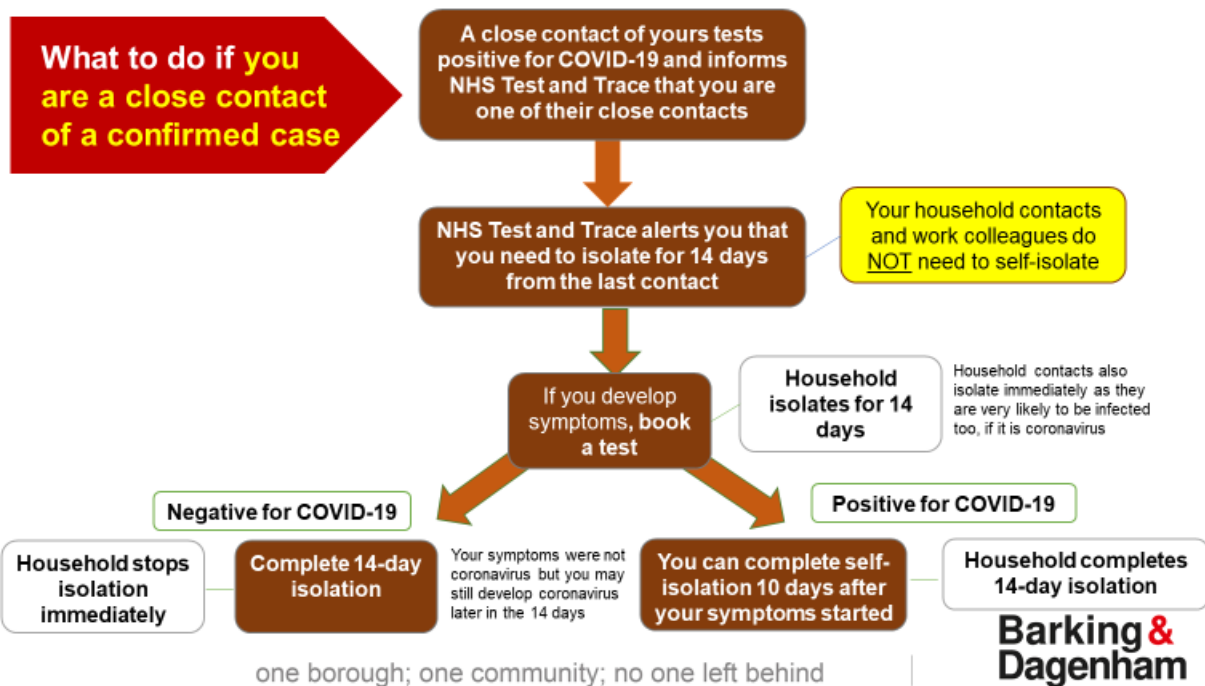 What to do if you
are a close contact
of a confirmed case
A close contact of yours tests
positive for COVID-19 and informs
NHS Test and Trace that you are
one of their close contacts
NHS Test and Trace alerts you that
you need to isolate for 14 days
from the last contact
Your household contacts
and work colleagues do
NOT need to self-isolate
If you develop
symptoms, book
a test
Household
isolates for 14
days
Household contacts also
isolate immediately as they
are very likely to be infected
too, if it is coronavirus
Negative for COVID-19
Positive for COVID-19
Household stops
isolation
immediately
Complete 14-day
isolation
Your symptoms were not
coronavirus but you may
still develop coronavirus
later in the 14 days
You can complete self-
isolation 10 days after
your symptoms started
Household completes
14-day isolation
one borough; one community; no one left behind
Barking &
Dagenham